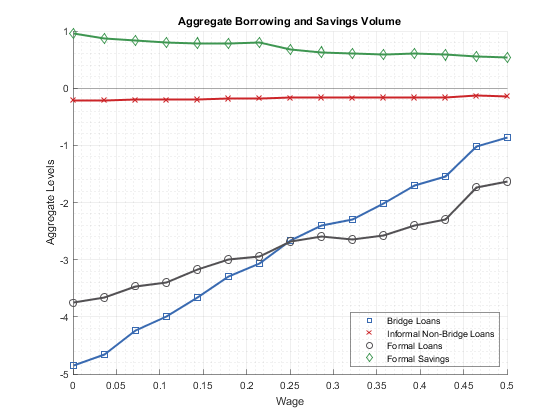 Aggregate Borrowing and Savings Volume
1
0
-1
-2
-3
-4
-5
Aggregate Levels
0 0.05 0.1 0.15 0.2 0.25 0.3 0.35 0.4 0.45 0.5
Wage
Bridge Loans
Informal Non-Bridge Loans
Formal Loans
Formal Savings